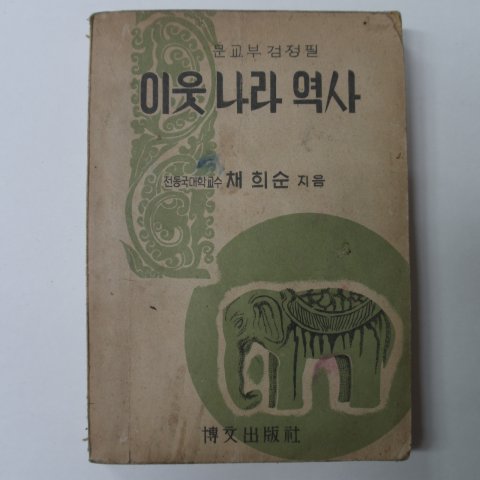 문교부 검정필
이웃 나라 역사
전동국대학교수 채 희순 지음
博文出版社